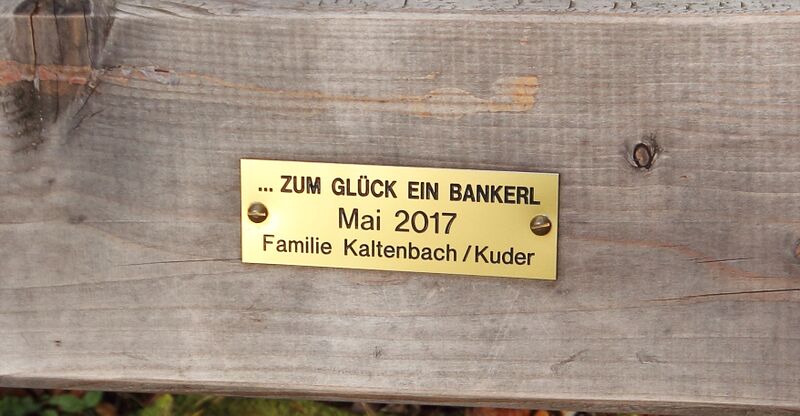 ... ZUM GLÜCK EIN BANKERL
Mai 2017
Familie Kaltenbach/Kuder